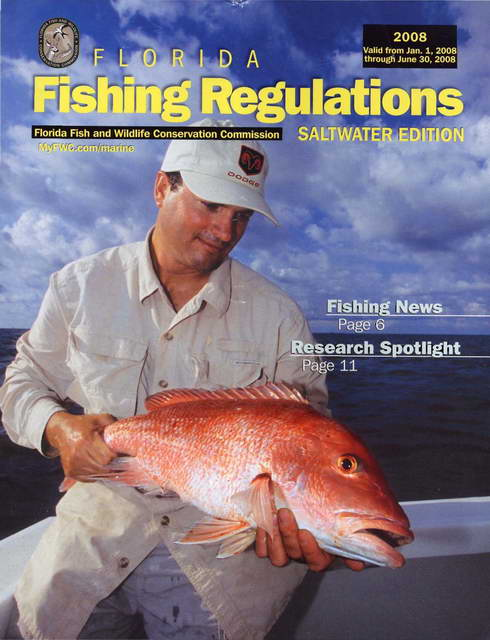 2008
Valid from Jan. 1, 2008
through June 30, 2008
FLORIDA
Fishing Regulations
Florida Fish and Wildlife Conservation Commission
SALTWATER EDITION
MyFWC.com/marine
DODGE
Fishing News
Page 6
Research Spotlight
Page 11